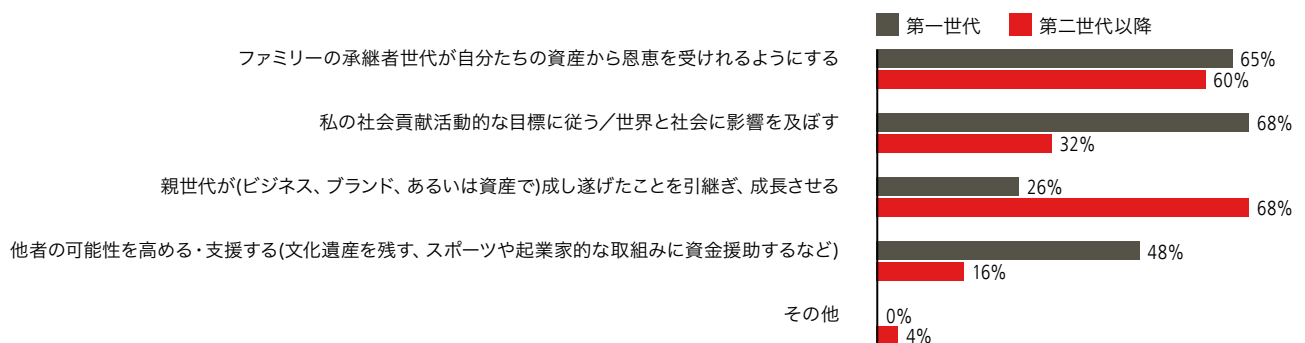 第一世代 第二世代以降
ファミリーの承継者世代が自分たちの資産から恩恵を受けれるようにする
65%
60%
私の社会貢献活動的な目標に従う／世界と社会に影響を及ぼす
68%
32%
親世代が(ビジネス、ブランド、あるいは資産で)成し遂げたことを引継ぎ、成長させる
26%
68%
他者の可能性を高める・支援する(文化遺産を残す、スポーツや起業家的な取組みに資金援助するなど)
48%
16%
その他
0%
4%